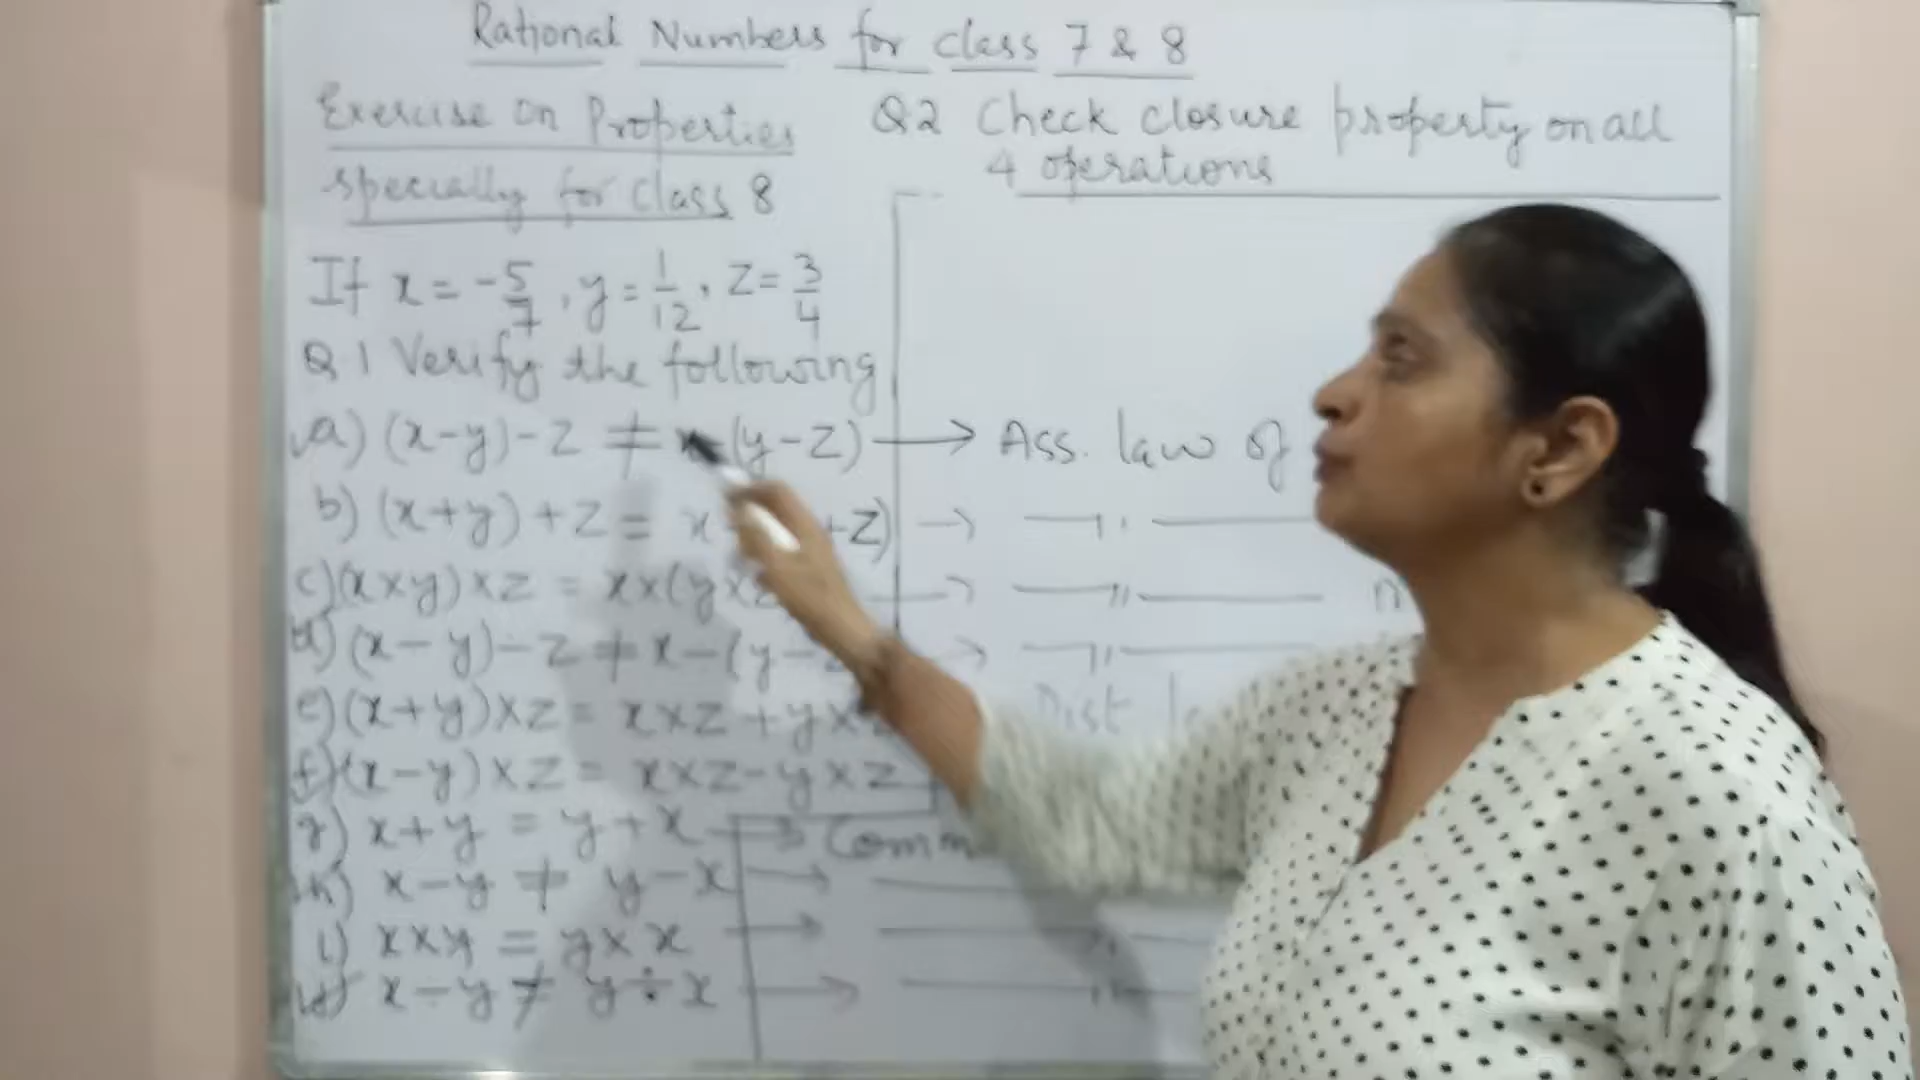 Rational Numbers for class 7 & 8
Exercise on Properties
specially for class 8
If x = -5/7, y = 1/12, z = 3/4
Q1 Verify the following
a) (x-y)-z ≠ x-(y-z) → Ass. law of
b) (x+y)+z = x +z) → —"—
c) (x×y)×z = x×(y×z → —"—
d) (x-y)-z ≠ x-(y- → —"—
e) (x+y)×z = x×z+y× Dist
f) (x-y)×z = x×z-y×z
g) x+y = y+x → Comm
h) x-y ≠ y-x →
i) x×y = y×x → —"—
j) x÷y ≠ y÷x → —"—
Q2 Check closure property on all
4 operations